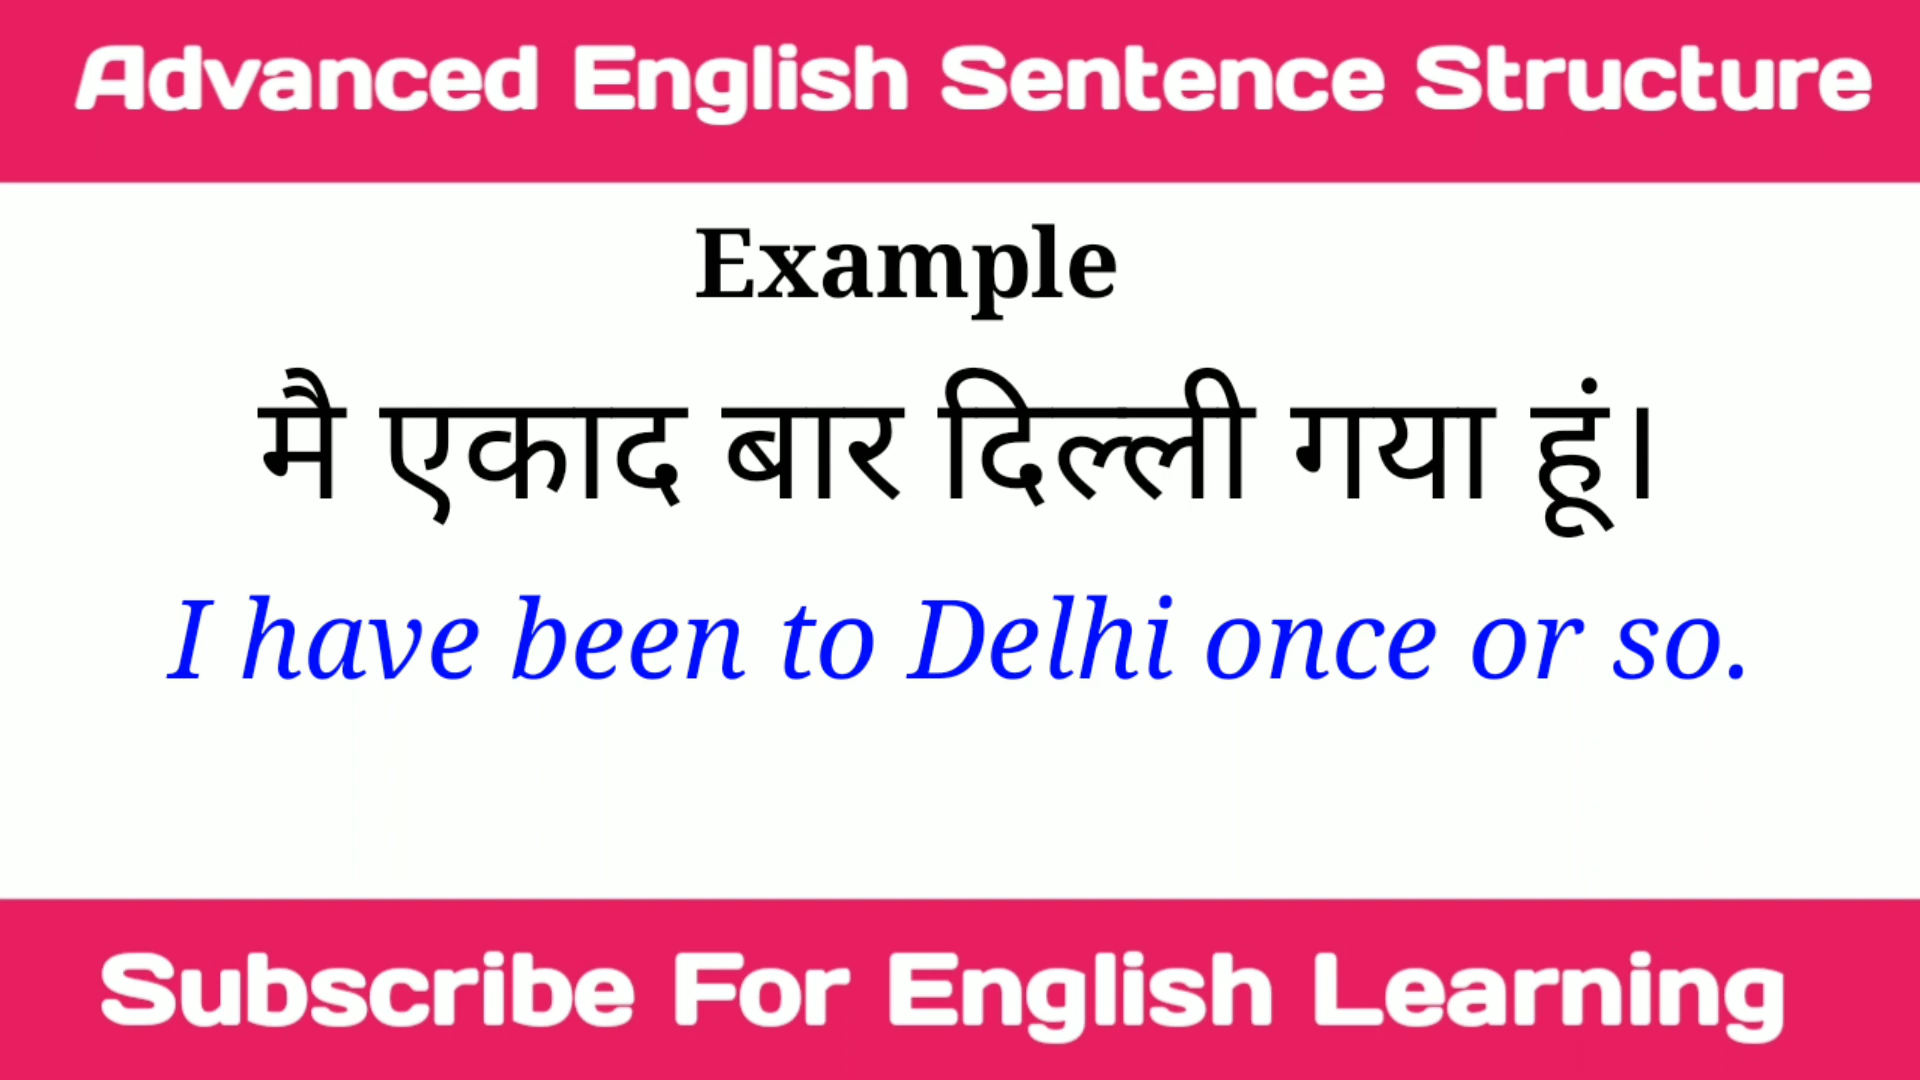 Advanced English Sentence Structure
Example
मै एकाद बार दिल्ली गया हूं।
I have been to Delhi once or so.
Subscribe For English Learning